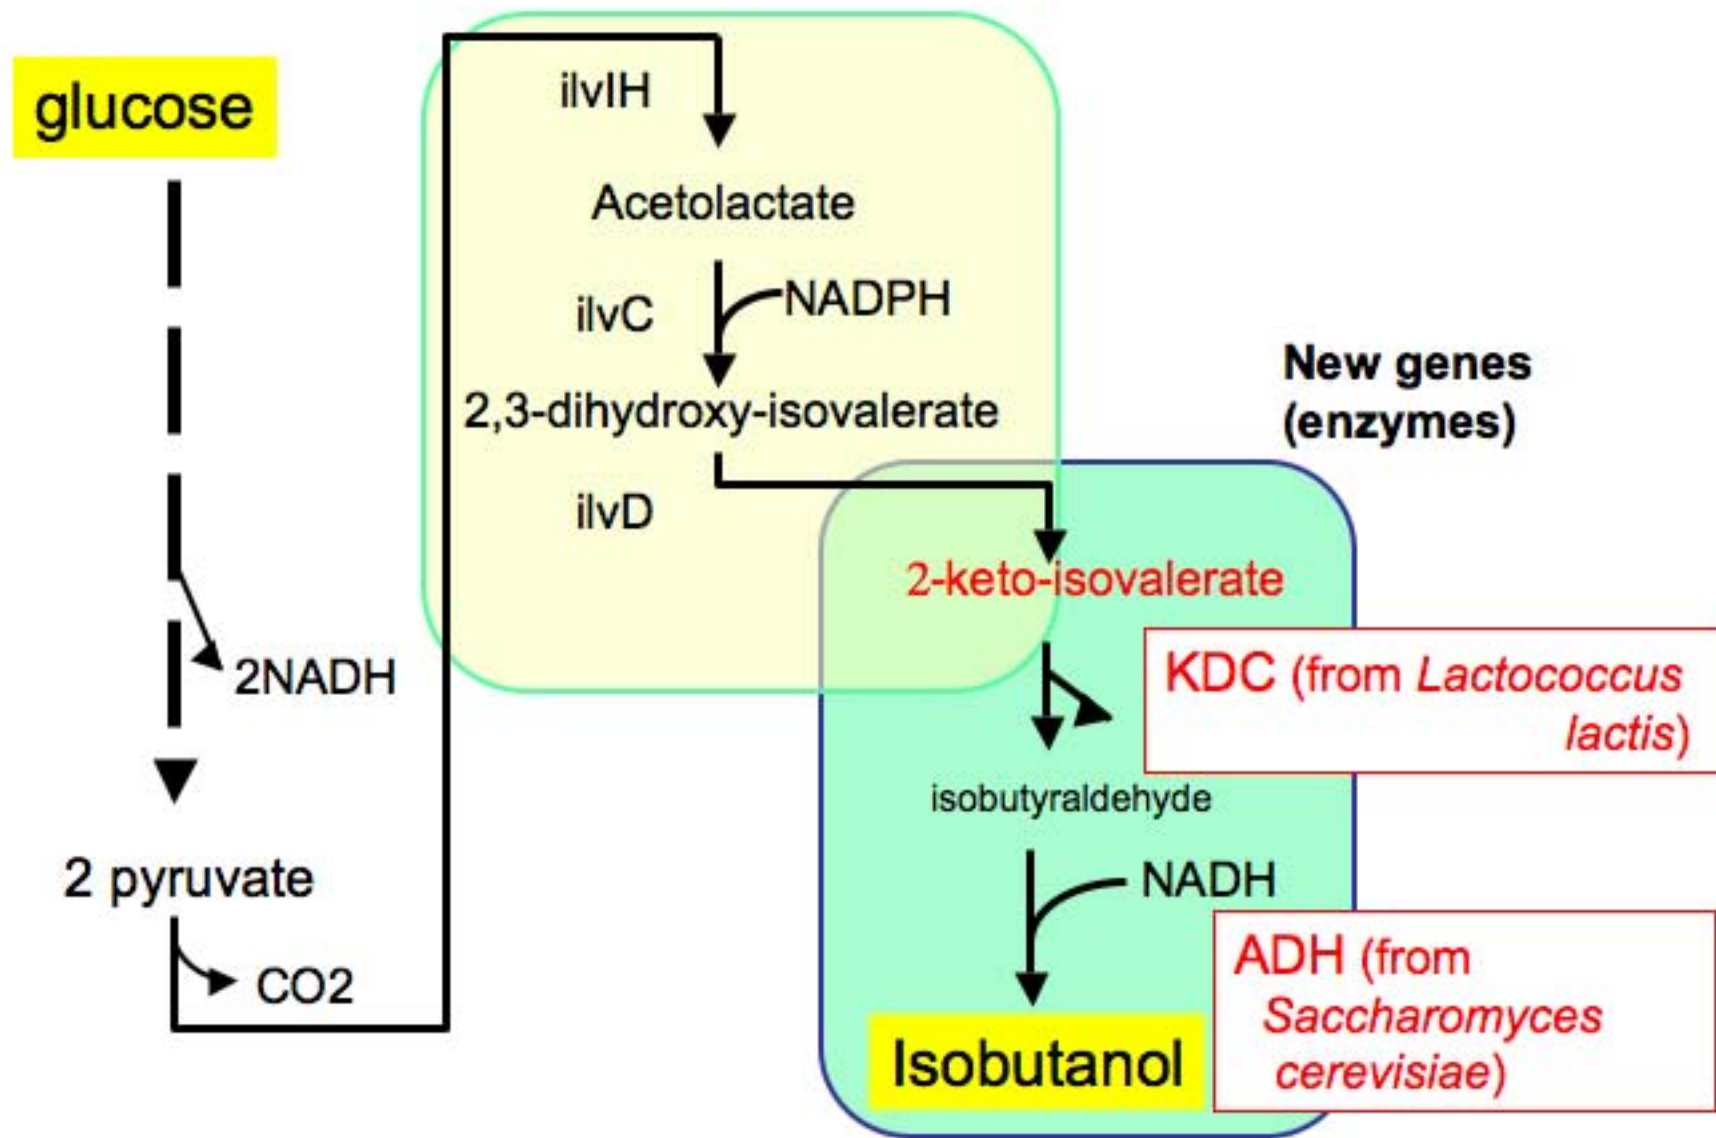 glucose
2NADH
2 pyruvate
CO2
ilvIH
Acetolactate
ilvC
NADPH
2,3-dihydroxy-isovalerate
ilvD
New genes
(enzymes)
2-keto-isovalerate
KDC (from Lactococcus
lactis)
isobutyraldehyde
NADH
ADH (from
Saccharomyces
cerevisiae)
Isobutanol